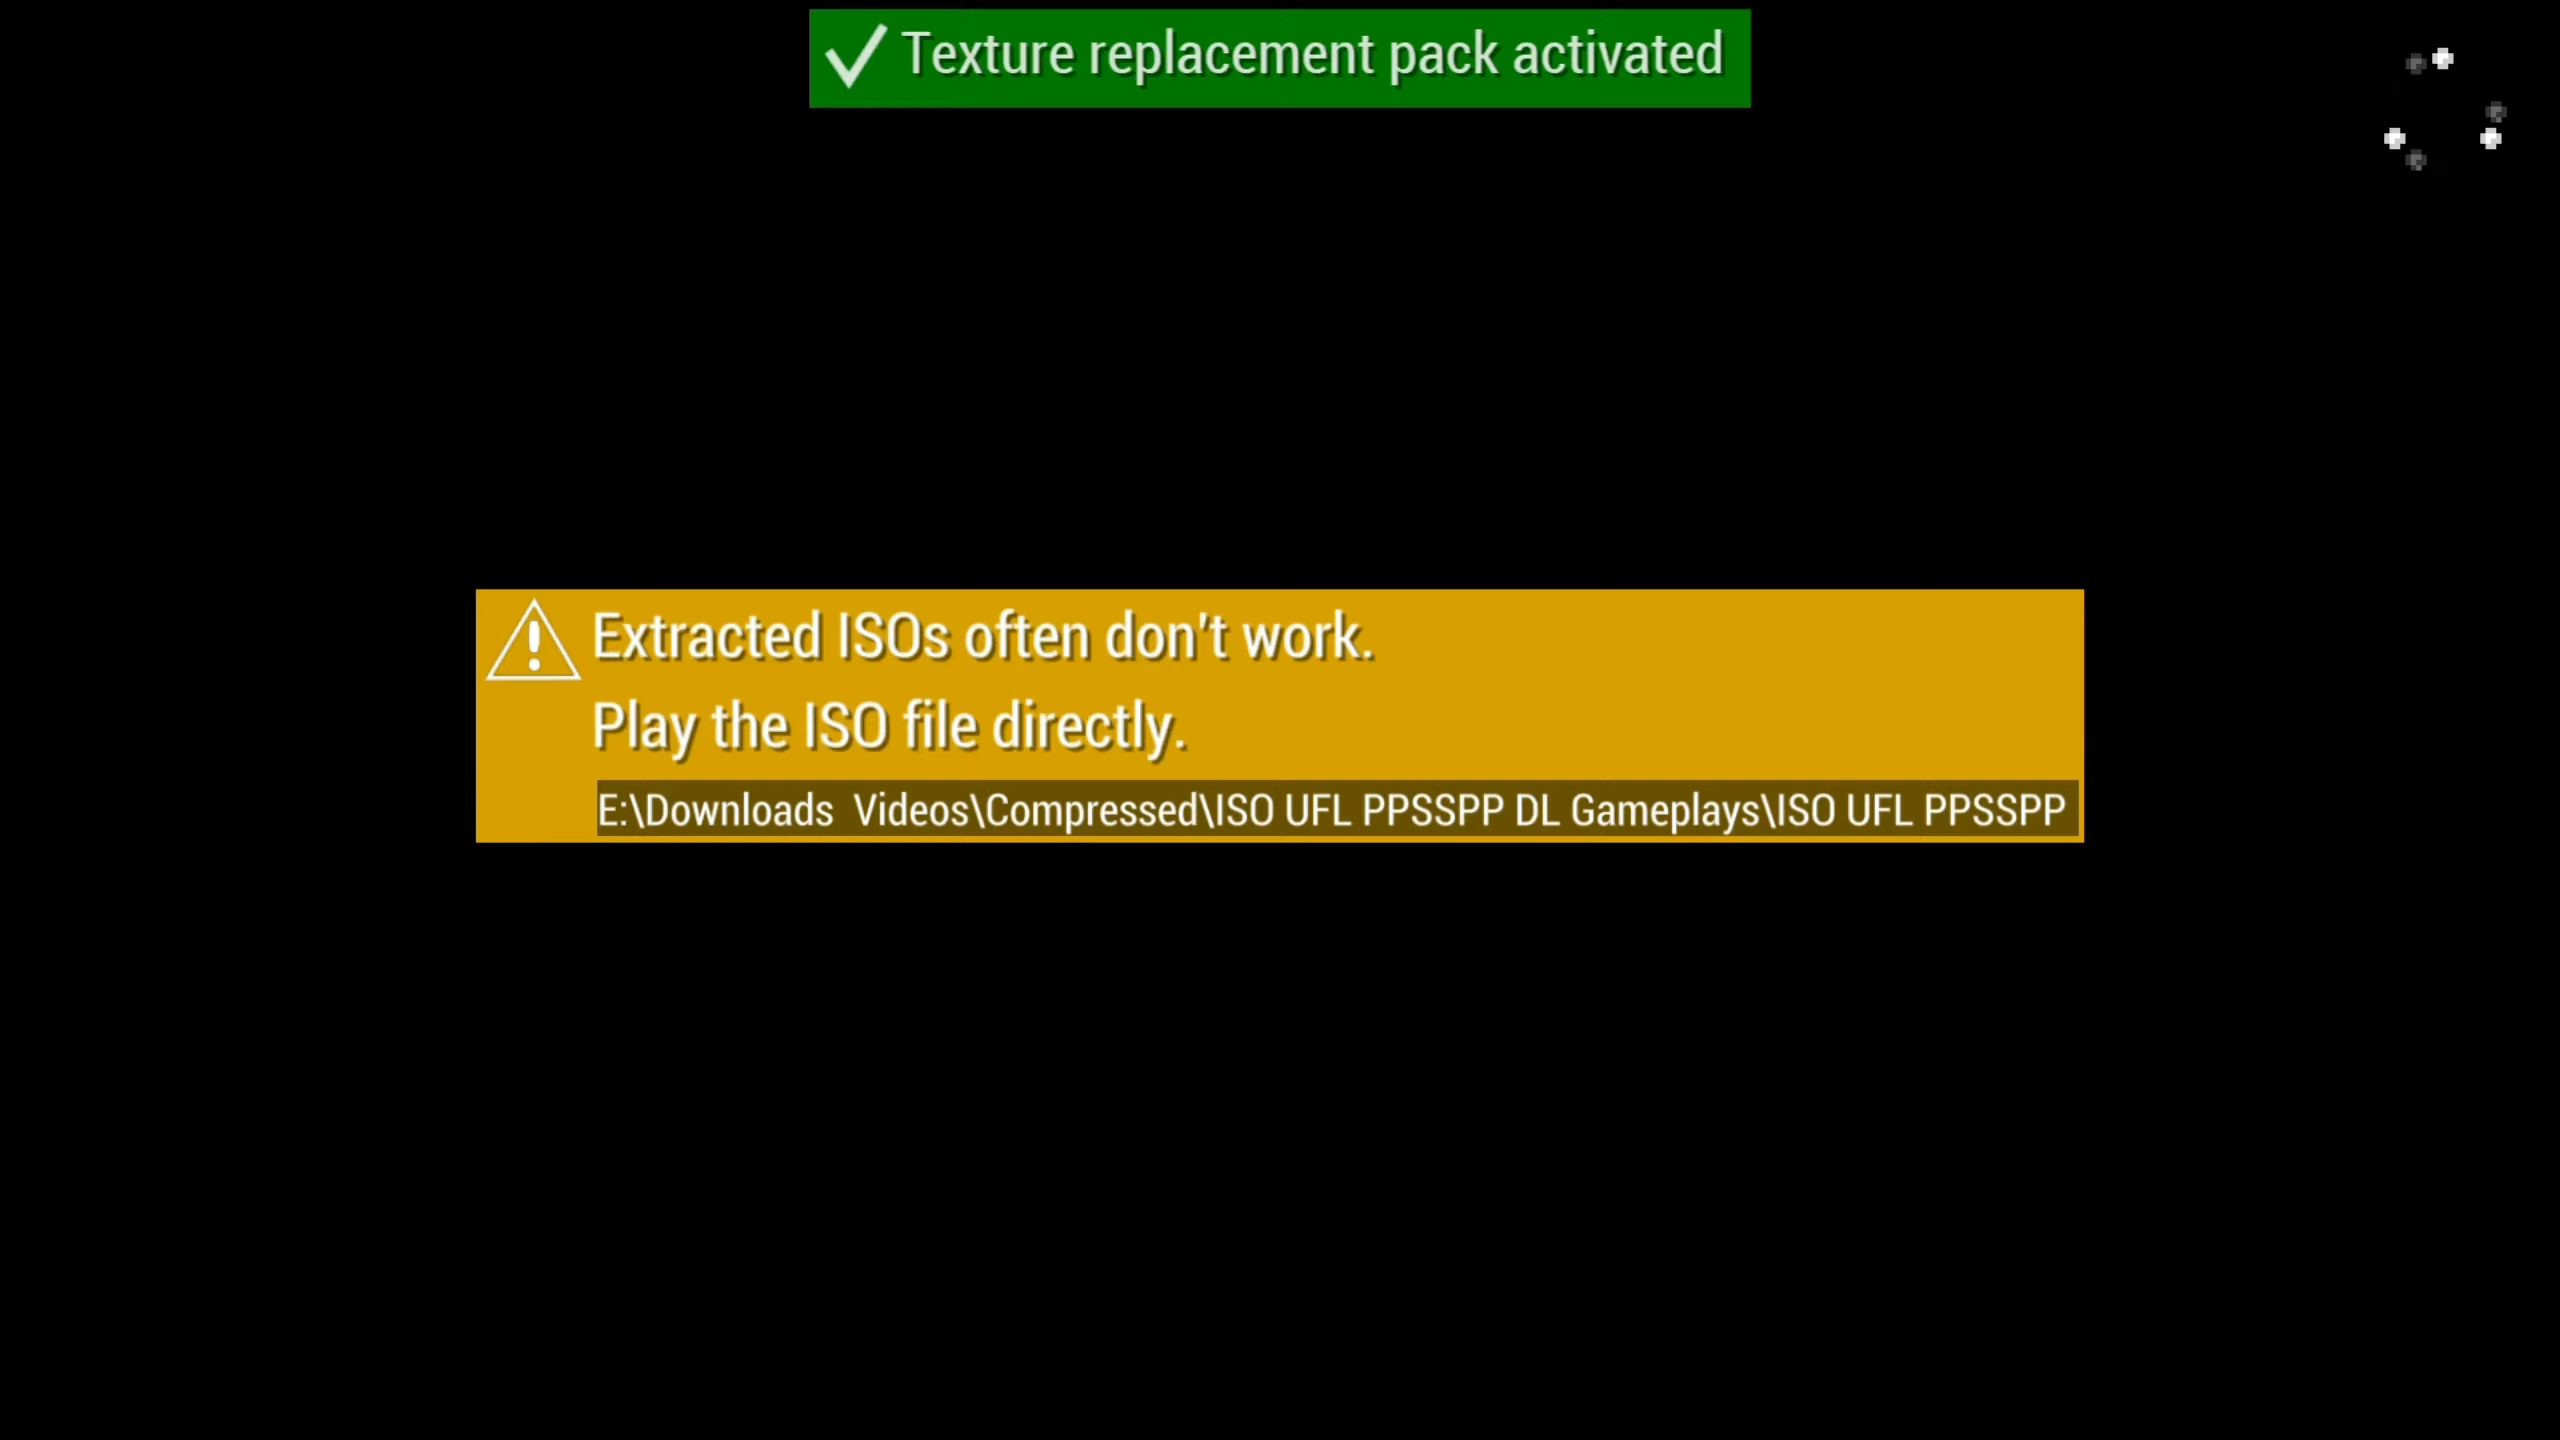 Texture replacement pack activated
Extracted ISOs often don't work.
Play the ISO file directly.
E:\Downloads  Videos\Compressed\ISO UFL PPSSPP DL Gameplays\ISO UFL PPSSPP